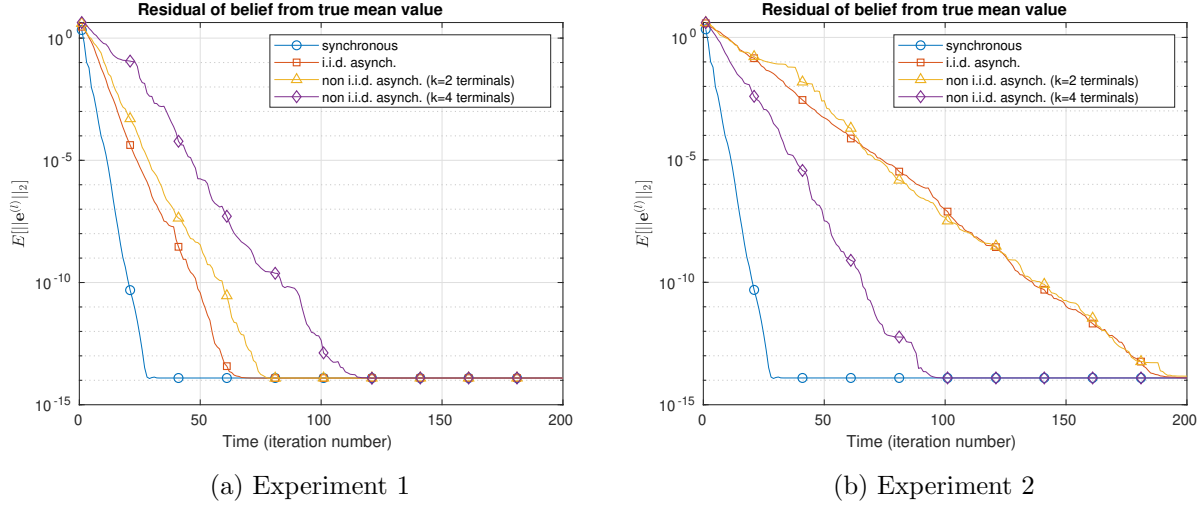 Residual of belief from true mean value
synchronous
i.i.d. asynch.
non i.i.d. asynch. (k=2 terminals)
non i.i.d. asynch. (k=4 terminals)
E[||e^{(l)}||_2]
10^0
10^{-5}
10^{-10}
10^{-15}
0 50 100 150 200
Time (iteration number)
(a) Experiment 1
Residual of belief from true mean value
synchronous
i.i.d. asynch.
non i.i.d. asynch. (k=2 terminals)
non i.i.d. asynch. (k=4 terminals)
E[||e^{(l)}||_2]
10^0
10^{-5}
10^{-10}
10^{-15}
0 50 100 150 200
Time (iteration number)
(b) Experiment 2